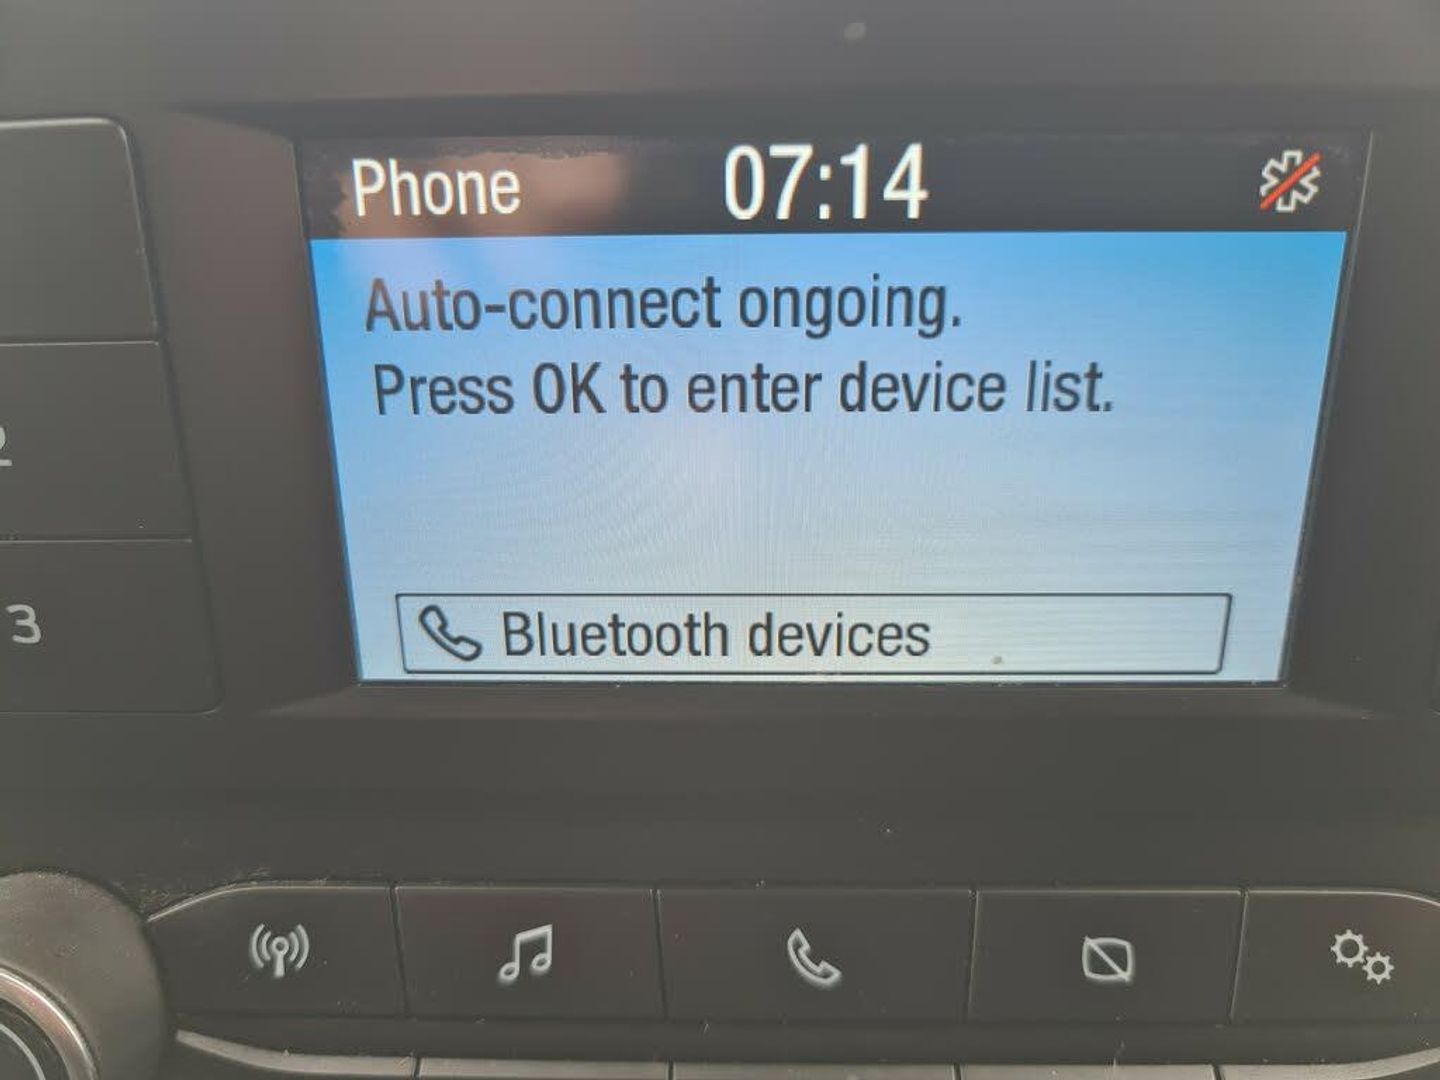 Phone 07:14
Auto-connect ongoing.
Press OK to enter device list.
Bluetooth devices
2
3